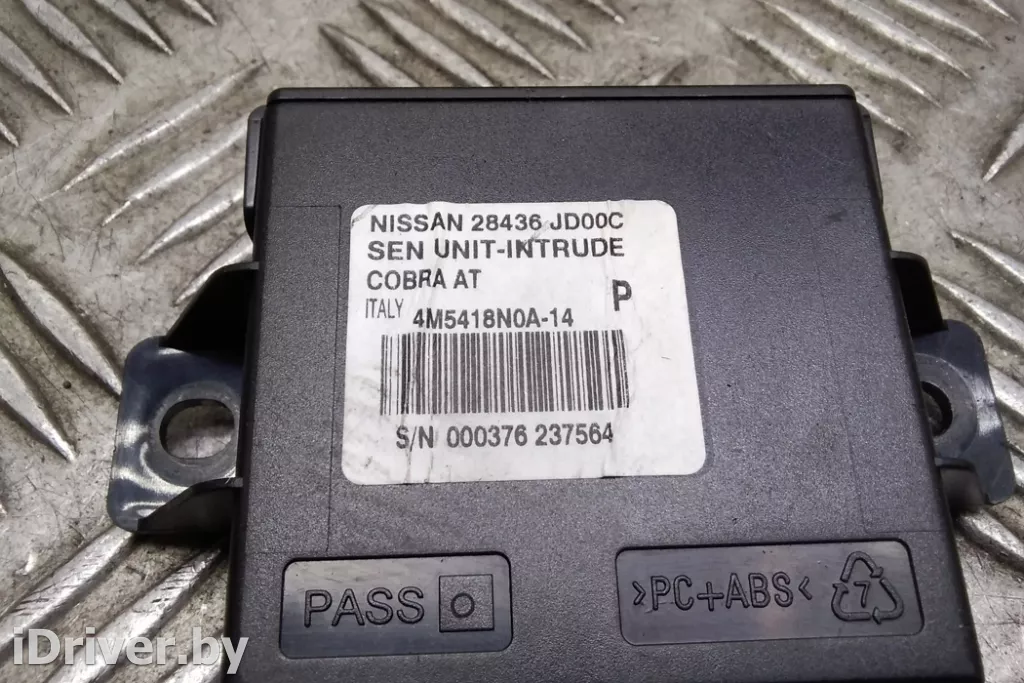 NISSAN 28436 JD00C
SEN UNIT-INTRUDE
COBRA AT
P
ITALY 4M5418N0A-14
S/N 000376 237564
PASS
>PC+ABS<
7
iDriver.by